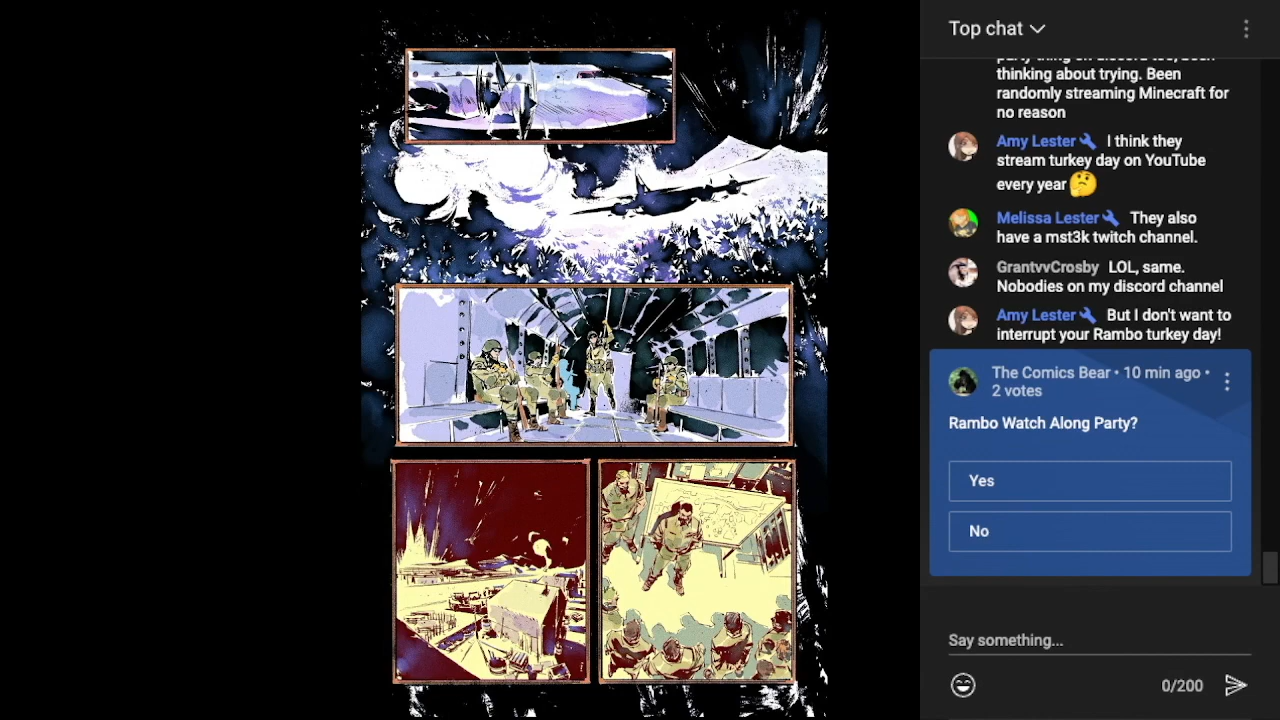 Top chat
thinking about trying. Been
randomly streaming Minecraft for
no reason
Amy Lester I think they
stream turkey day on YouTube
every year
Melissa Lester They also
have a mst3k twitch channel.
GrantvvCrosby LOL, same.
Nobodies on my discord channel
Amy Lester But I don't want to
interrupt your Rambo turkey day!
The Comics Bear • 10 min ago •
2 votes
Rambo Watch Along Party?
Yes
No
Say something...
0/200